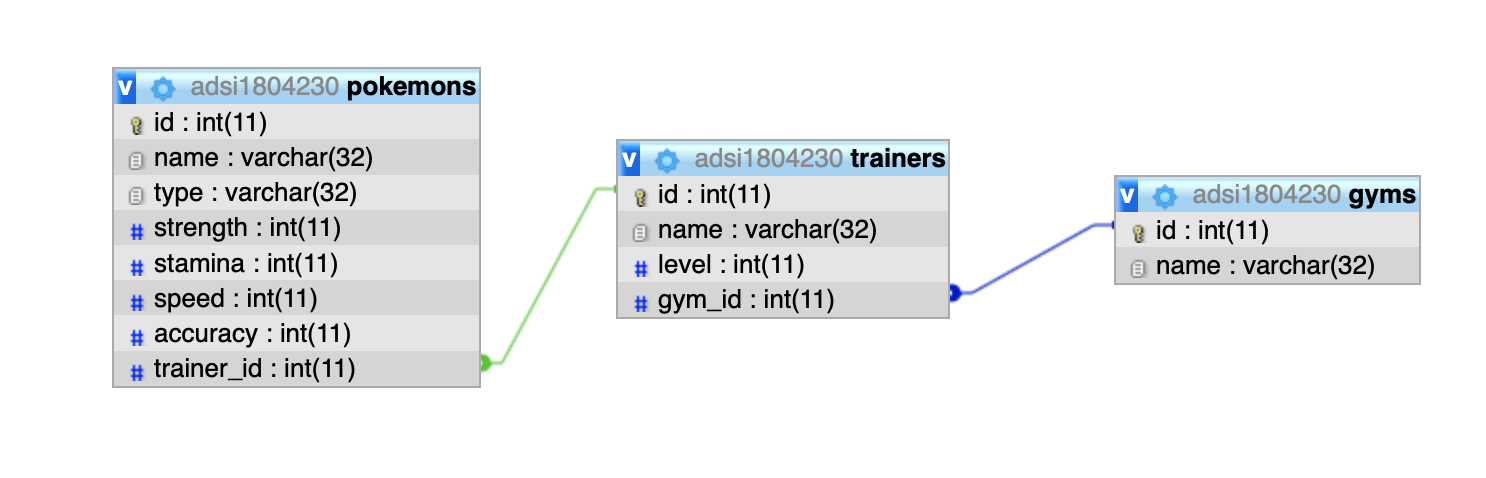 v adsi1804230 pokemons
id : int(11)
name : varchar(32)
type : varchar(32)
# strength : int(11)
# stamina : int(11)
# speed : int(11)
# accuracy : int(11)
# trainer_id : int(11)
v adsi1804230 trainers
id : int(11)
name : varchar(32)
# level : int(11)
# gym_id : int(11)
v adsi1804230 gyms
id : int(11)
name : varchar(32)